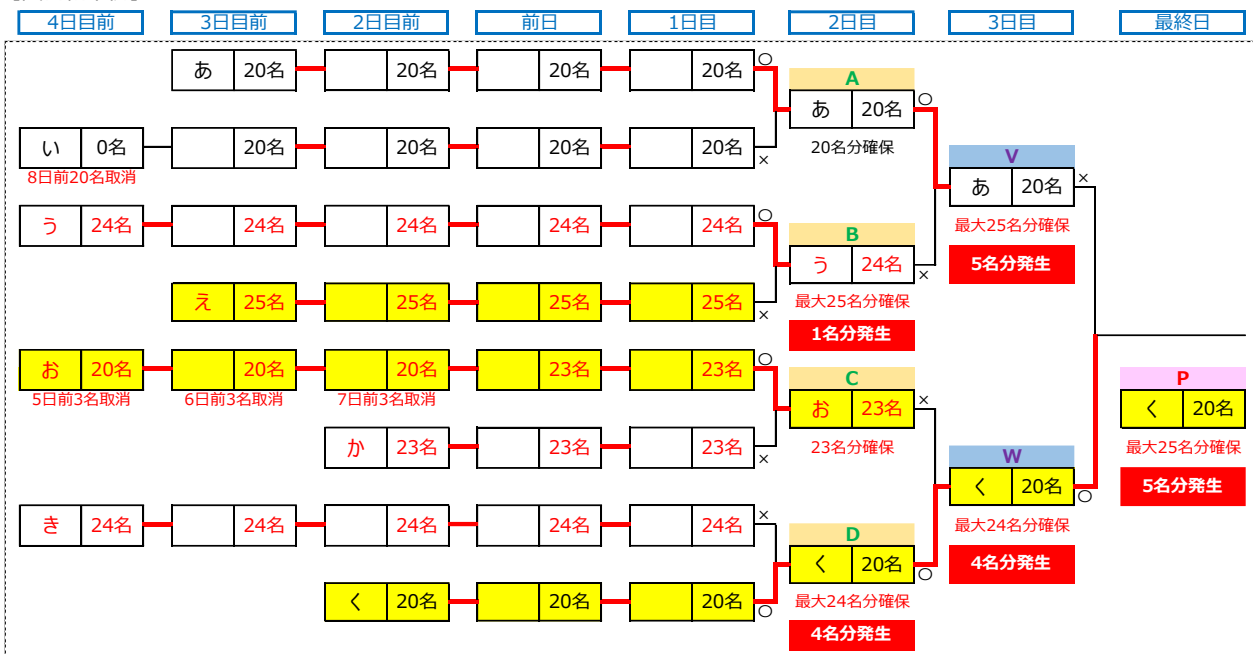 4日目前 3日目前 2日目前 前日 1日目 2日目 3日目 最終日
あ 20名 20名 20名 20名 ○
A
あ 20名 ○
い 0名 20名 20名 20名 20名 ×
20名分確保
8日前20名取消
V
あ 20名 ×
う 24名 24名 24名 24名 24名 ○
最大25名分確保
B
う 24名 ×
5名分発生
え 25名 25名 25名 25名 ×
最大25名分確保
1名分発生
お 20名 20名 20名 23名 23名 ○
5日前3名取消 6日前3名取消 7日前3名取消
C
お 23名 ×
P
く 20名
か 23名 23名 23名 ×
23名分確保
最大25名分確保
W
く 20名 ○
5名分発生
き 24名 24名 24名 24名 24名 ×
最大24名分確保
D
く 20名 ○
4名分発生
く 20名 20名 20名 ○
最大24名分確保
4名分発生